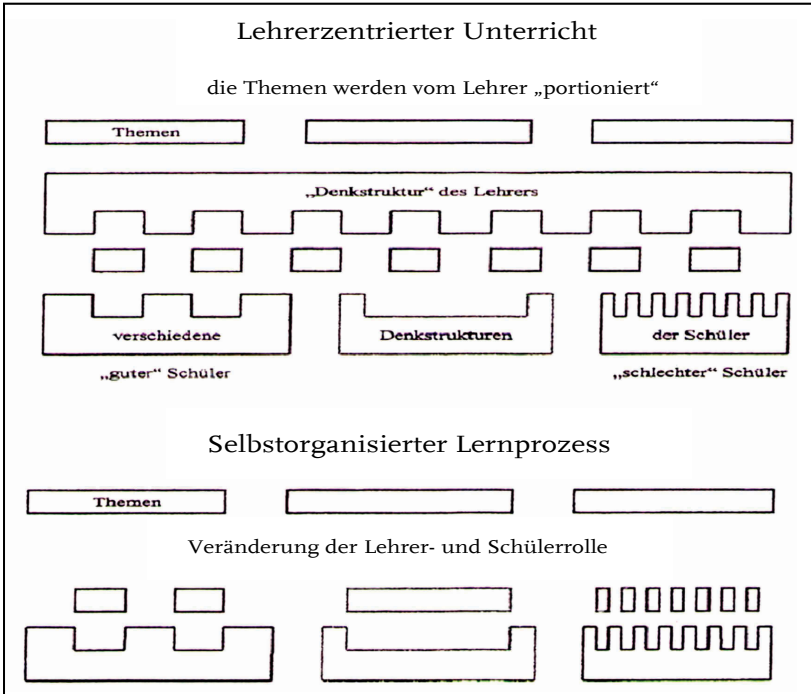 Lehrerzentrierter Unterricht
die Themen werden vom Lehrer „portioniert“
Themen
„Denkstruktur“ des Lehrers
verschiedene
Denkstrukturen
der Schüler
„guter“ Schüler
„schlechter“ Schüler
Selbstorganisierter Lernprozess
Themen
Veränderung der Lehrer- und Schülerrolle